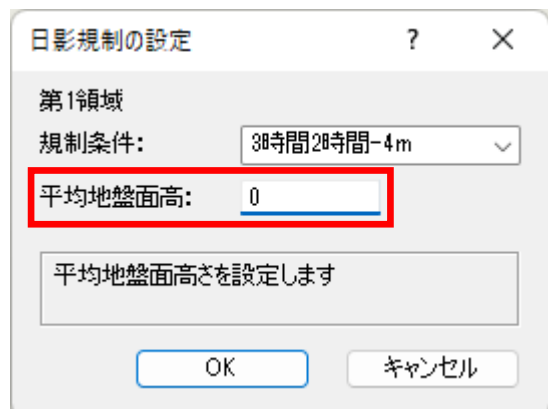 日影規制の設定 ? ×
第1領域
規制条件: 3時間2時間-4m
平均地盤面高: 0
平均地盤面高さを設定します
OK キャンセル